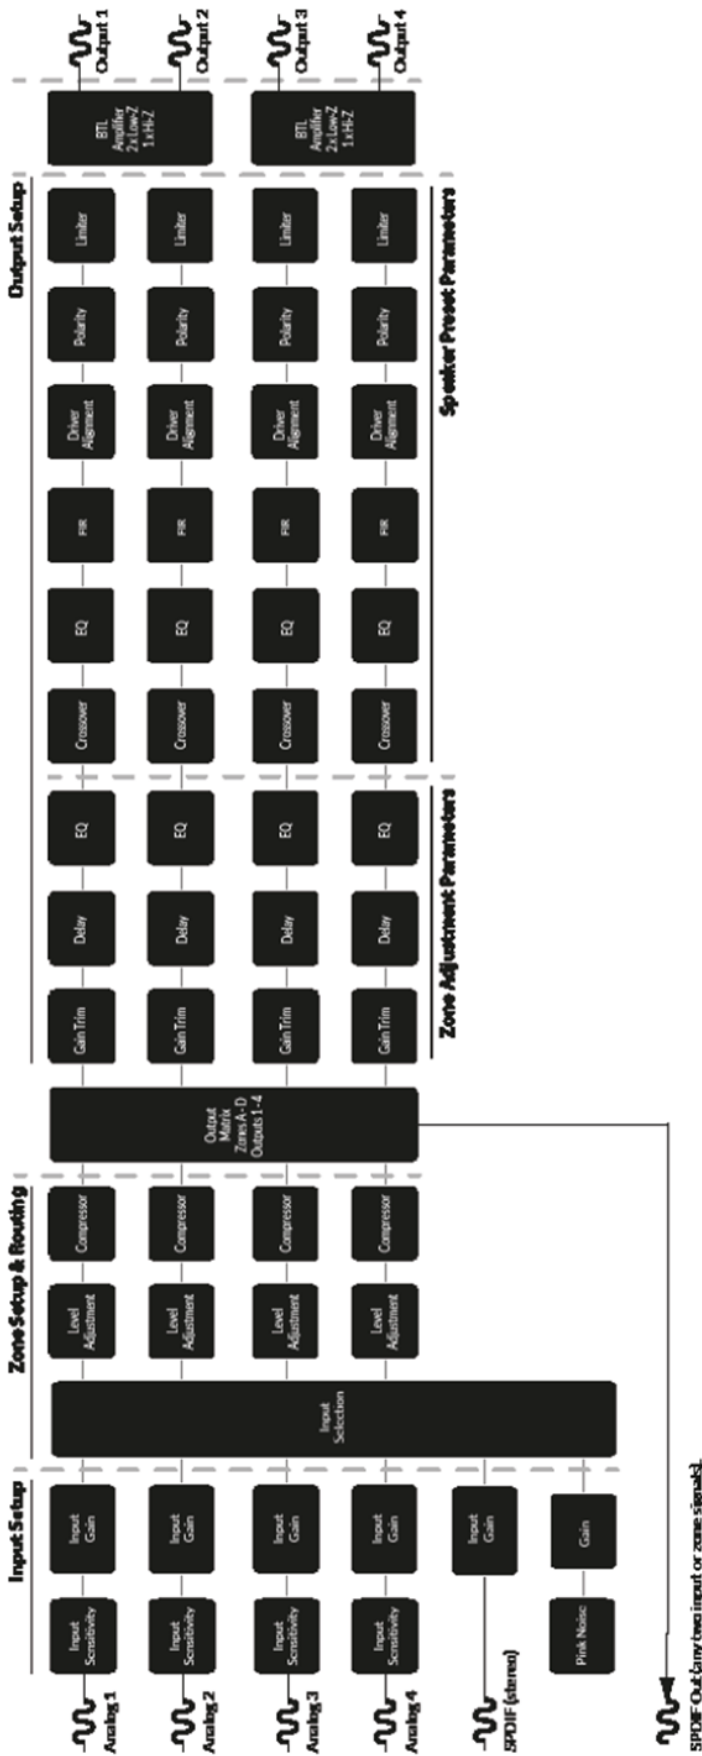 Input Setup
Zone Setup & Routing
Output Setup
Analog 1
Input
Sensitivity
Input
Gain
Input
Selection
Level
Adjustment
Compressor
Output
Matrix
Zones A - D
Outputs 1 - 4
Gain Trim
Delay
EQ
Crossover
EQ
FIR
Driver
Alignment
Polarity
Limiter
BTL
Amplifier
2 x Low-Z
1 x Hi-Z
Output 1
Analog 2
Input
Sensitivity
Input
Gain
Level
Adjustment
Compressor
Gain Trim
Delay
EQ
Crossover
EQ
FIR
Driver
Alignment
Polarity
Limiter
Output 2
Analog 3
Input
Sensitivity
Input
Gain
Level
Adjustment
Compressor
Gain Trim
Delay
EQ
Crossover
EQ
FIR
Driver
Alignment
Polarity
Limiter
BTL
Amplifier
2 x Low-Z
1 x Hi-Z
Output 3
Analog 4
Input
Sensitivity
Input
Gain
Level
Adjustment
Compressor
Gain Trim
Delay
EQ
Crossover
EQ
FIR
Driver
Alignment
Polarity
Limiter
Output 4
Zone Adjustment Parameters
Speaker Preset Parameters
SPDIF (stereo)
Input
Gain
Pink Noise
Gain
SPDIF Out (any two input or zone signals)